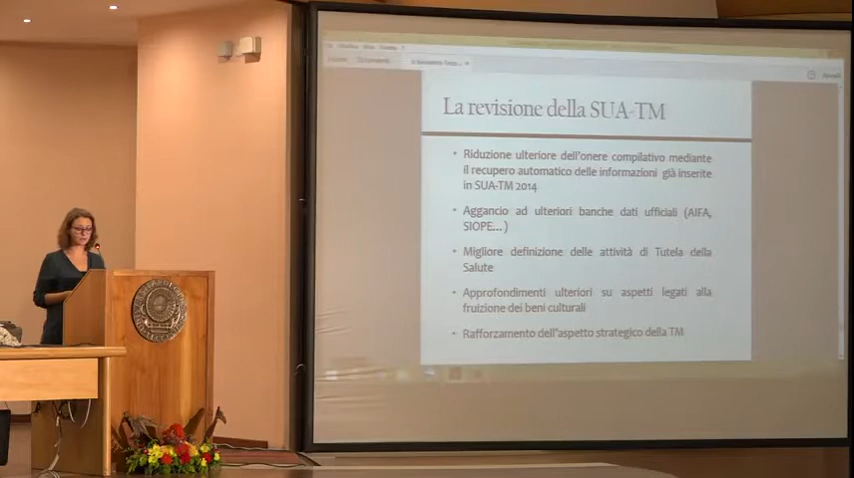 La revisione della SUA-TM
• Riduzione ulteriore dell'onere compilativo mediante
il recupero automatico delle informazioni già inserite
in SUA-TM 2014
• Aggancio ad ulteriori banche dati ufficiali (AIFA,
SIOPE...)
• Migliore definizione delle attività di Tutela della
Salute
• Approfondimenti ulteriori su aspetti legati alla
fruizione dei beni culturali
• Rafforzamento dell'aspetto strategico della TM